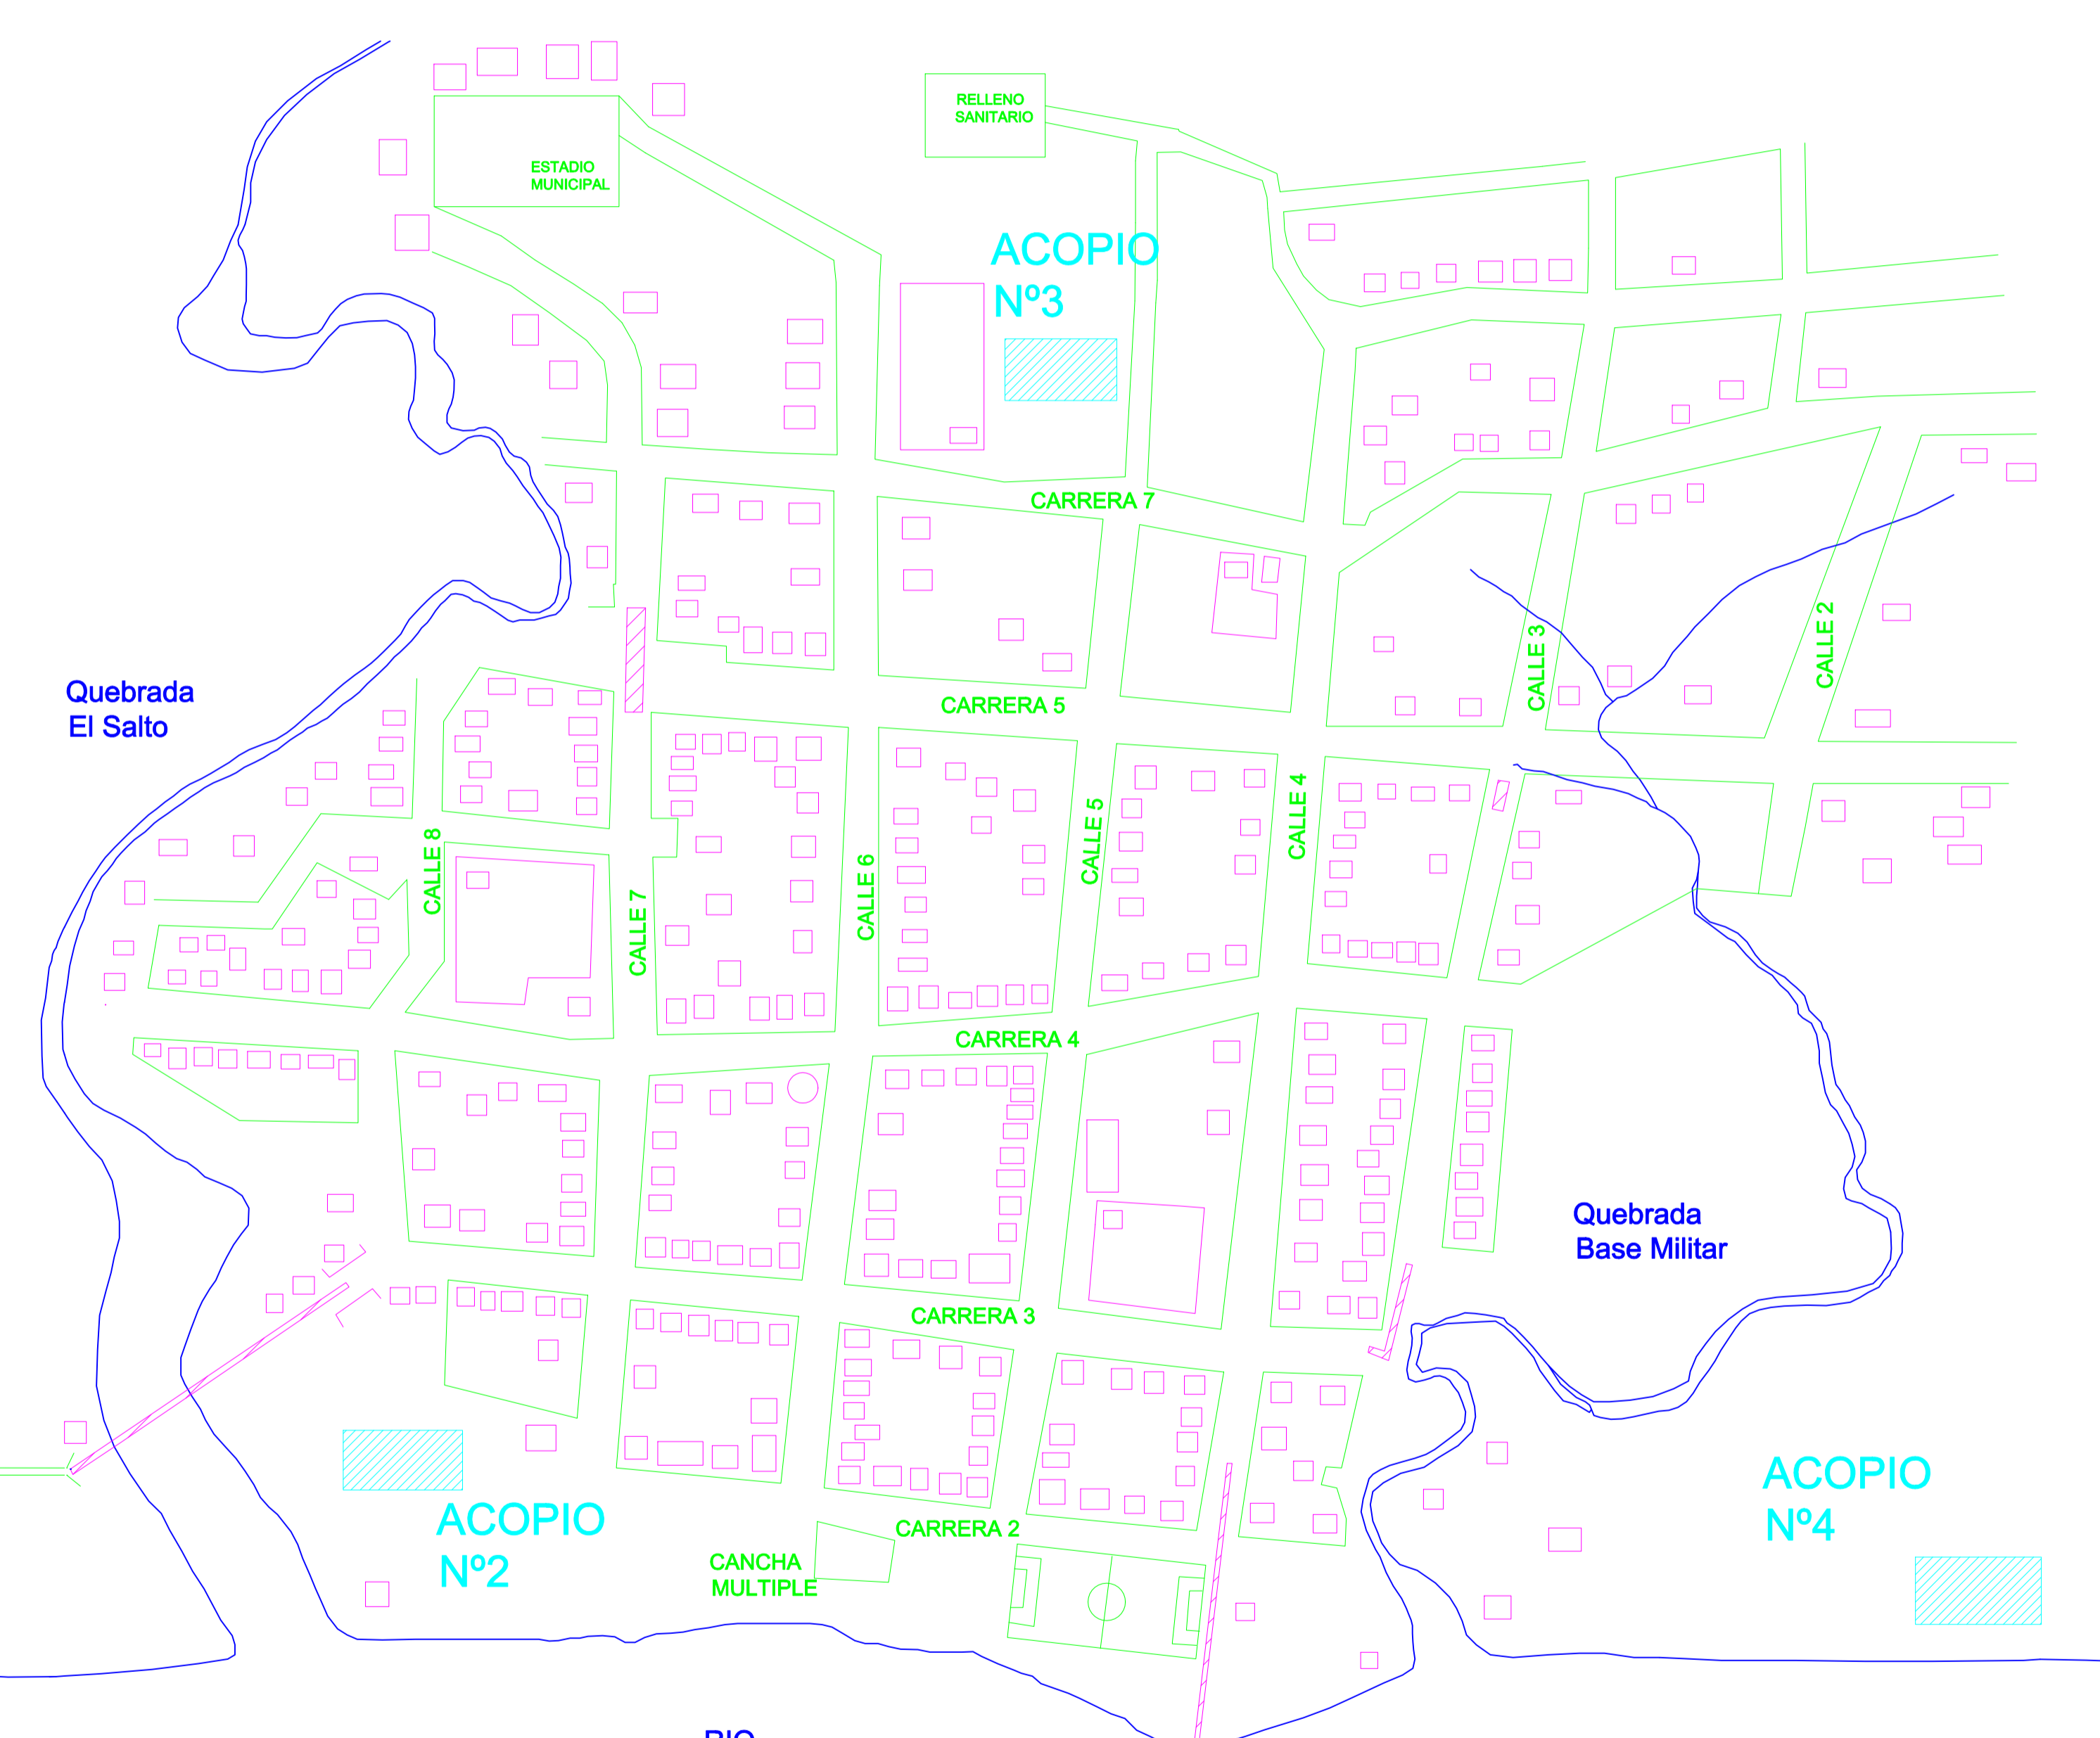 RELLENO
SANITARIO
ESTADIO
MUNICIPAL
ACOPIO
Nº3
CARRERA 7
CALLE 3
CALLE 2
Quebrada
El Salto
CARRERA 5
CALLE 4
CALLE 5
CALLE 8
CALLE 6
CALLE 7
CARRERA 4
Quebrada
Base Militar
CARRERA 3
ACOPIO
Nº4
ACOPIO
Nº2
CARRERA 2
CANCHA
MULTIPLE
RIO